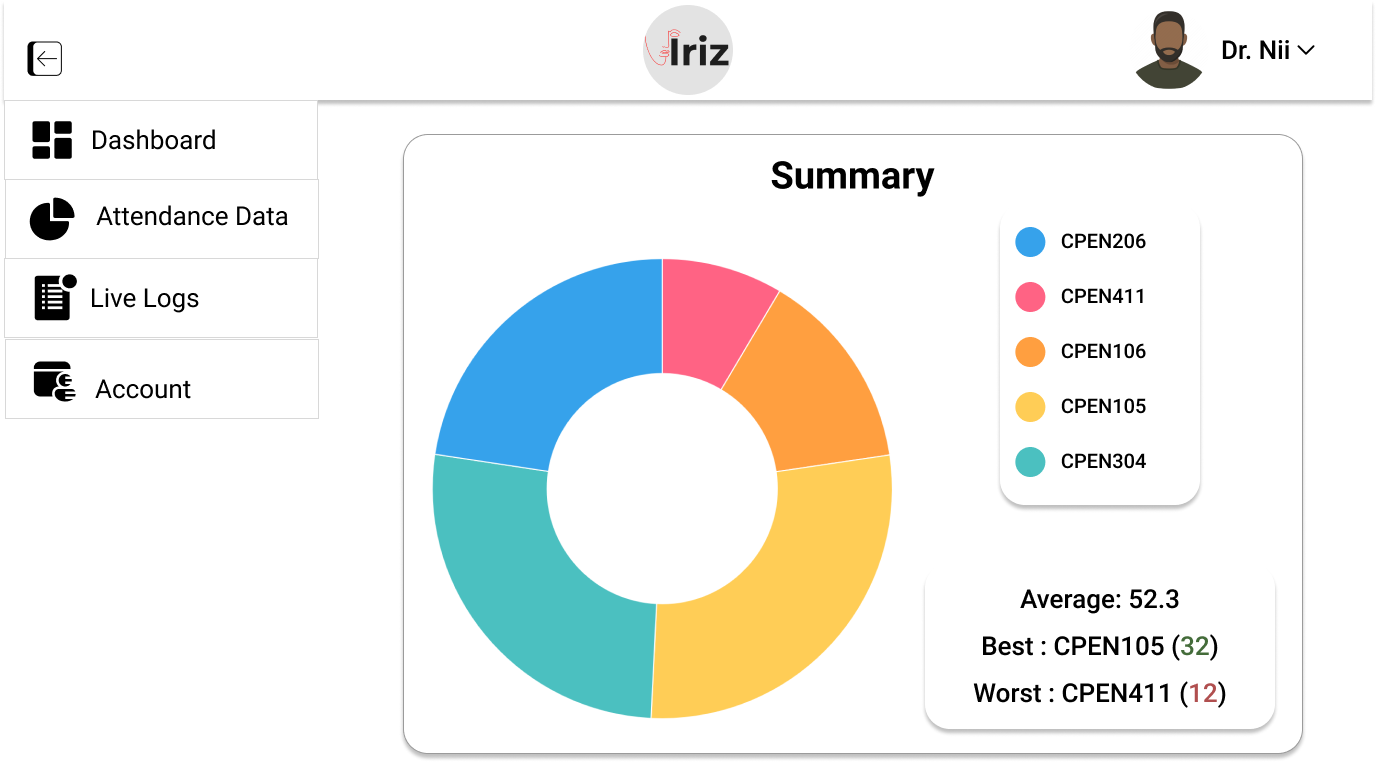 Iriz
Dr. Nii
Dashboard
Attendance Data
Live Logs
Account
Summary
CPEN206
CPEN411
CPEN106
CPEN105
CPEN304
Average: 52.3
Best : CPEN105 (32)
Worst : CPEN411 (12)